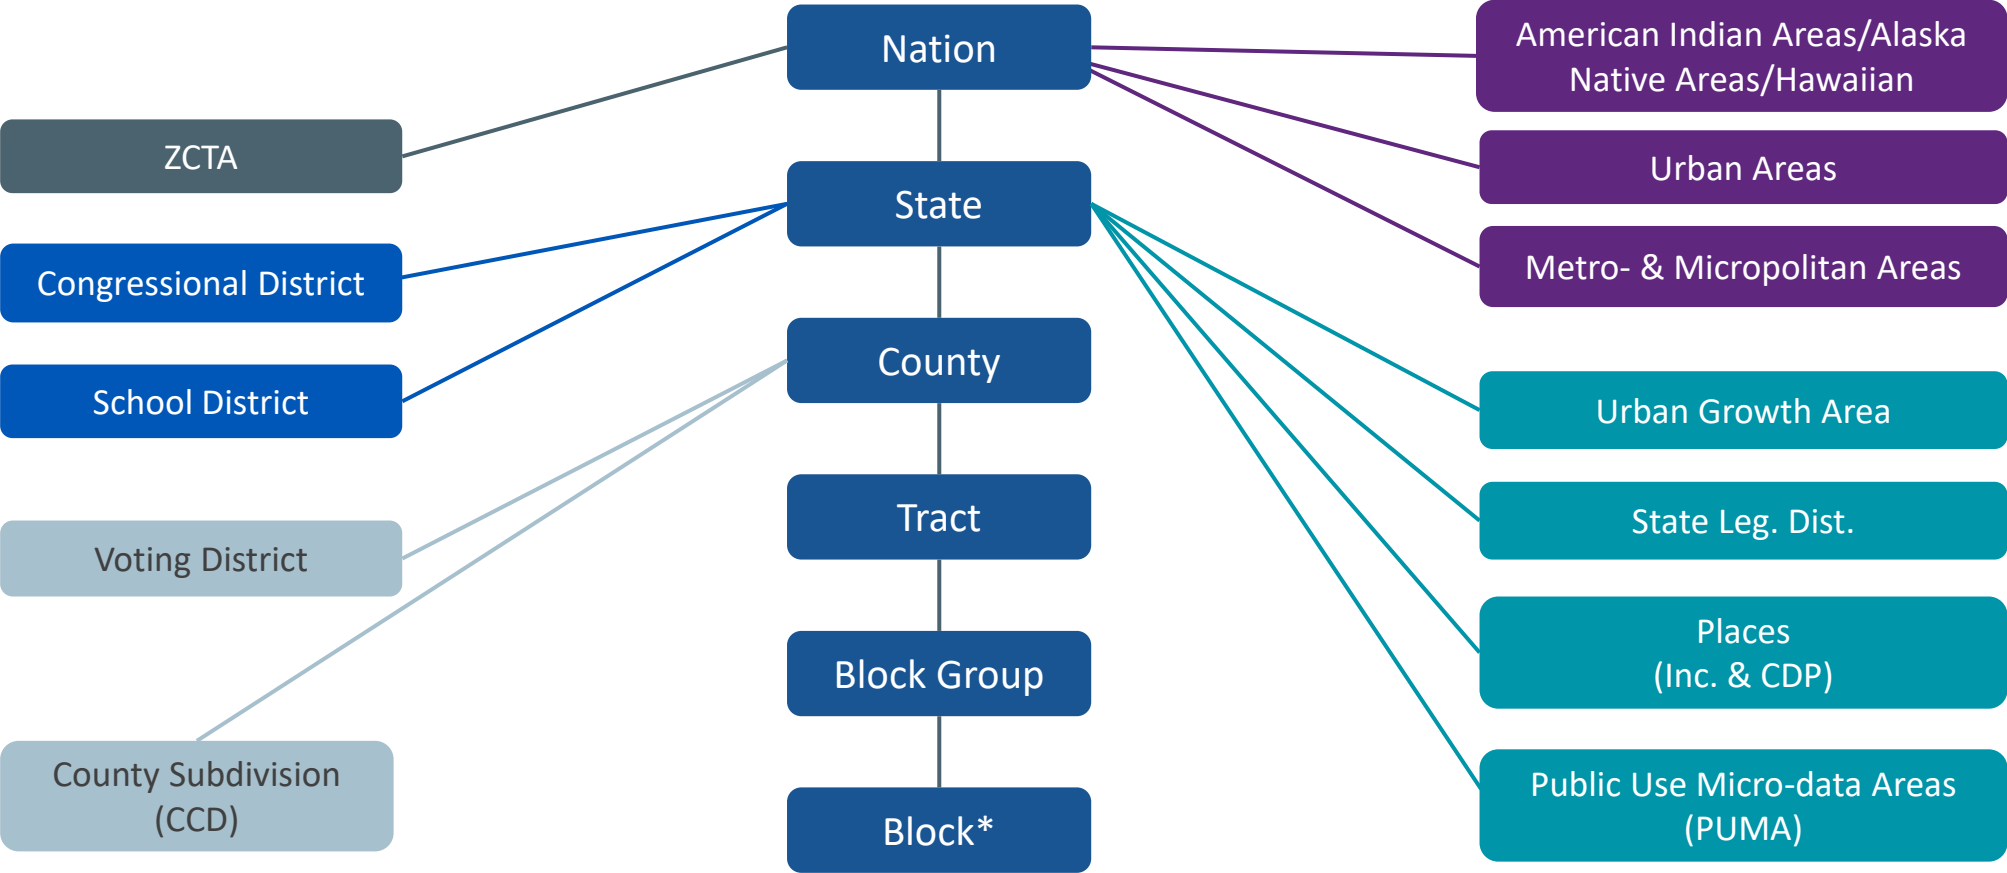 Nation
American Indian Areas/Alaska
Native Areas/Hawaiian
ZCTA
Urban Areas
State
Congressional District
Metro- & Micropolitan Areas
County
School District
Urban Growth Area
Tract
State Leg. Dist.
Voting District
Places
(Inc. & CDP)
Block Group
County Subdivision
(CCD)
Public Use Micro-data Areas
(PUMA)
Block*